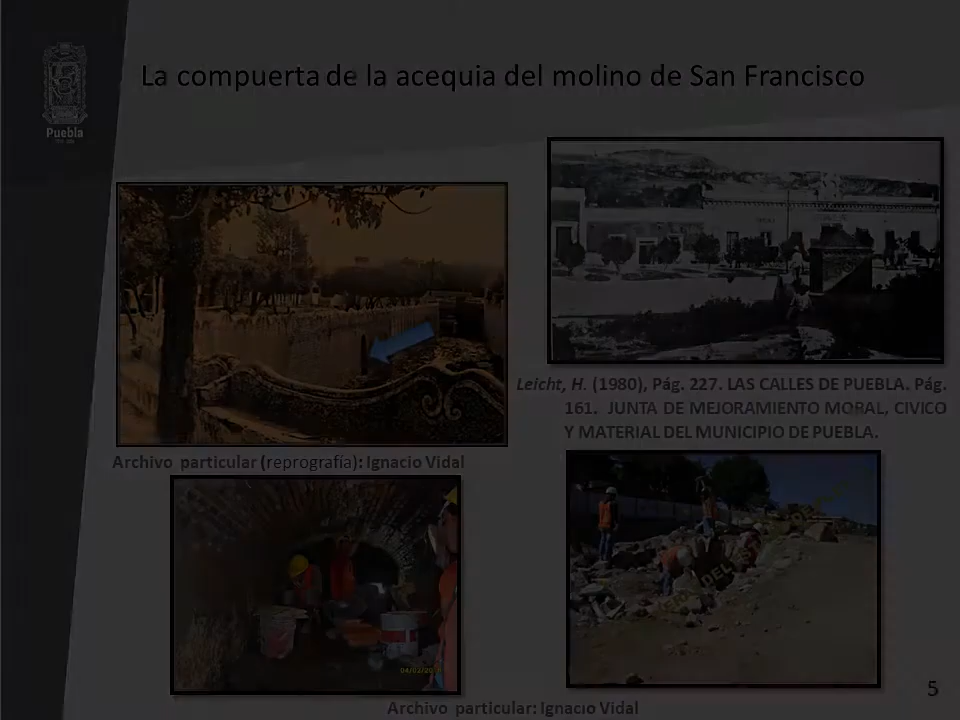 La compuerta de la acequia del molino de San Francisco
Puebla
Leicht, H. (1980), Pág. 227. LAS CALLES DE PUEBLA. Pág.
161. JUNTA DE MEJORAMIENTO MORAL, CIVICO
Y MATERIAL DEL MUNICIPIO DE PUEBLA.
Archivo particular (reprografía): Ignacio Vidal
Archivo particular: Ignacio Vidal
5